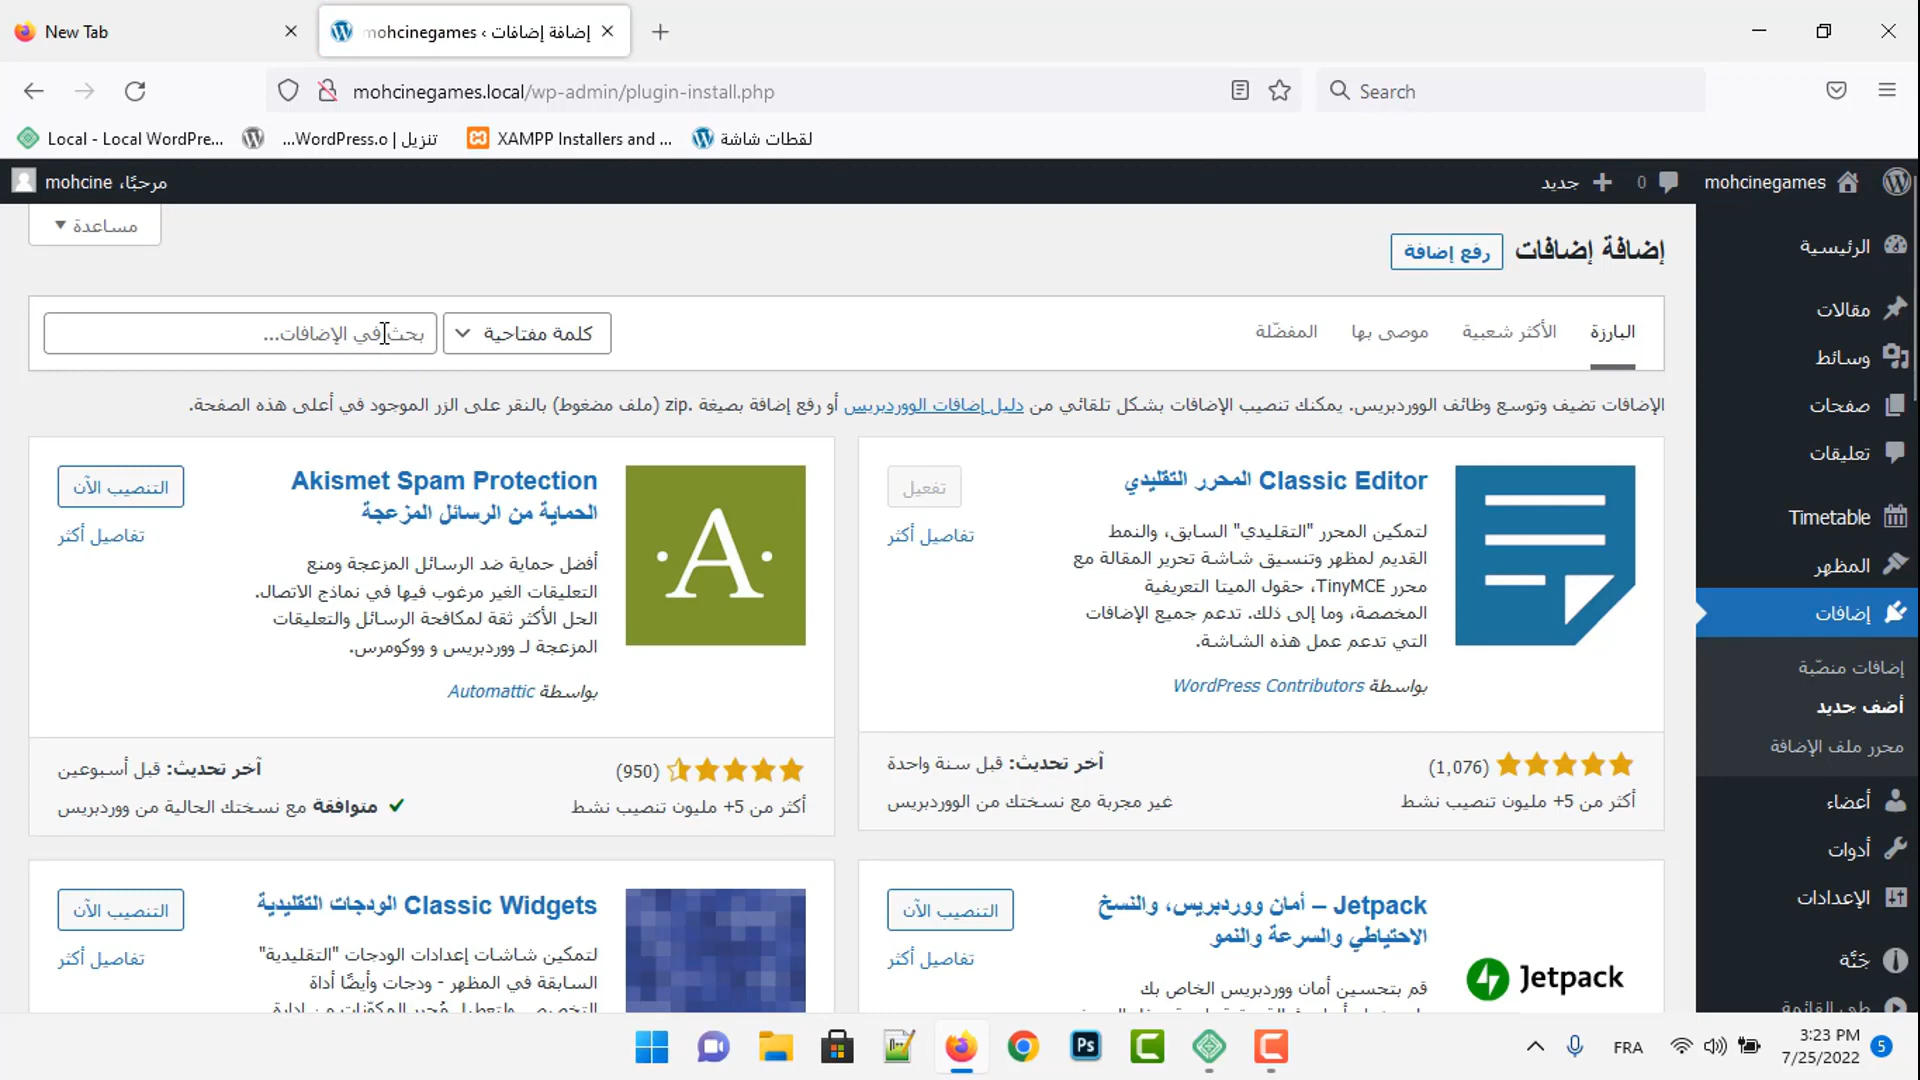 New Tab
mohcinegames › إضافة إضافات
mohcinegames.local/wp-admin/plugin-install.php
Search
Local - Local WordPre...
تنزيل | WordPress.o...
XAMPP Installers and ...
لقطات شاشة
mohcinegames
0
جديد
مرحبًا، mohcine
مساعدة
إضافة إضافات
رفع إضافة
البارزة
الأكثر شعبية
موصى بها
المفضّلة
كلمة مفتاحية
بحث في الإضافات...
الإضافات تضيف وتوسع وظائف الووردبريس. يمكنك تنصيب الإضافات بشكل تلقائي من دليل إضافات الووردبريس أو رفع إضافة بصيغة .zip (ملف مضغوط) بالنقر على الزر الموجود في أعلى هذه الصفحة.
Classic Editor المحرر التقليدي
تفعيل
تفاصيل أكثر
لتمكين المحرر "التقليدي" السابق، والنمط
القديم لمظهر وتنسيق شاشة تحرير المقالة مع
محرر TinyMCE، حقول الميتا التعريفية
المخصصة، وما إلى ذلك. تدعم جميع الإضافات
التي تدعم عمل هذه الشاشة.
بواسطة WordPress Contributors
(1,076)
آخر تحديث: قبل سنة واحدة
أكثر من 5+ مليون تنصيب نشط
غير مجربة مع نسختك من الووردبريس
A
Akismet Spam Protection
الحماية من الرسائل المزعجة
التنصيب الآن
تفاصيل أكثر
أفضل حماية ضد الرسائل المزعجة ومنع
التعليقات الغير مرغوب فيها في نماذج الاتصال.
الحل الأكثر ثقة لمكافحة الرسائل والتعليقات
المزعجة لـ ووردبريس و ووكومرس.
بواسطة Automattic
(950)
آخر تحديث: قبل أسبوعين
أكثر من 5+ مليون تنصيب نشط
متوافقة مع نسختك الحالية من ووردبريس
Jetpack – أمان ووردبريس، والنسخ
الاحتياطي والسرعة والنمو
التنصيب الآن
تفاصيل أكثر
Jetpack
قم بتحسين أمان ووردبريس الخاص بك
Classic Widgets الودجات التقليدية
التنصيب الآن
تفاصيل أكثر
لتمكين شاشات إعدادات الودجات "التقليدية"
السابقة في المظهر - ودجات وأيضًا أداة
الرئيسية
مقالات
وسائط
صفحات
تعليقات
Timetable
المظهر
إضافات
إضافات منصّبة
أضف جديد
محرر ملف الإضافة
أعضاء
أدوات
الإعدادات
جَنَّة
طي القائمة
Ps
FRA
3:23 PM
7/25/2022
5